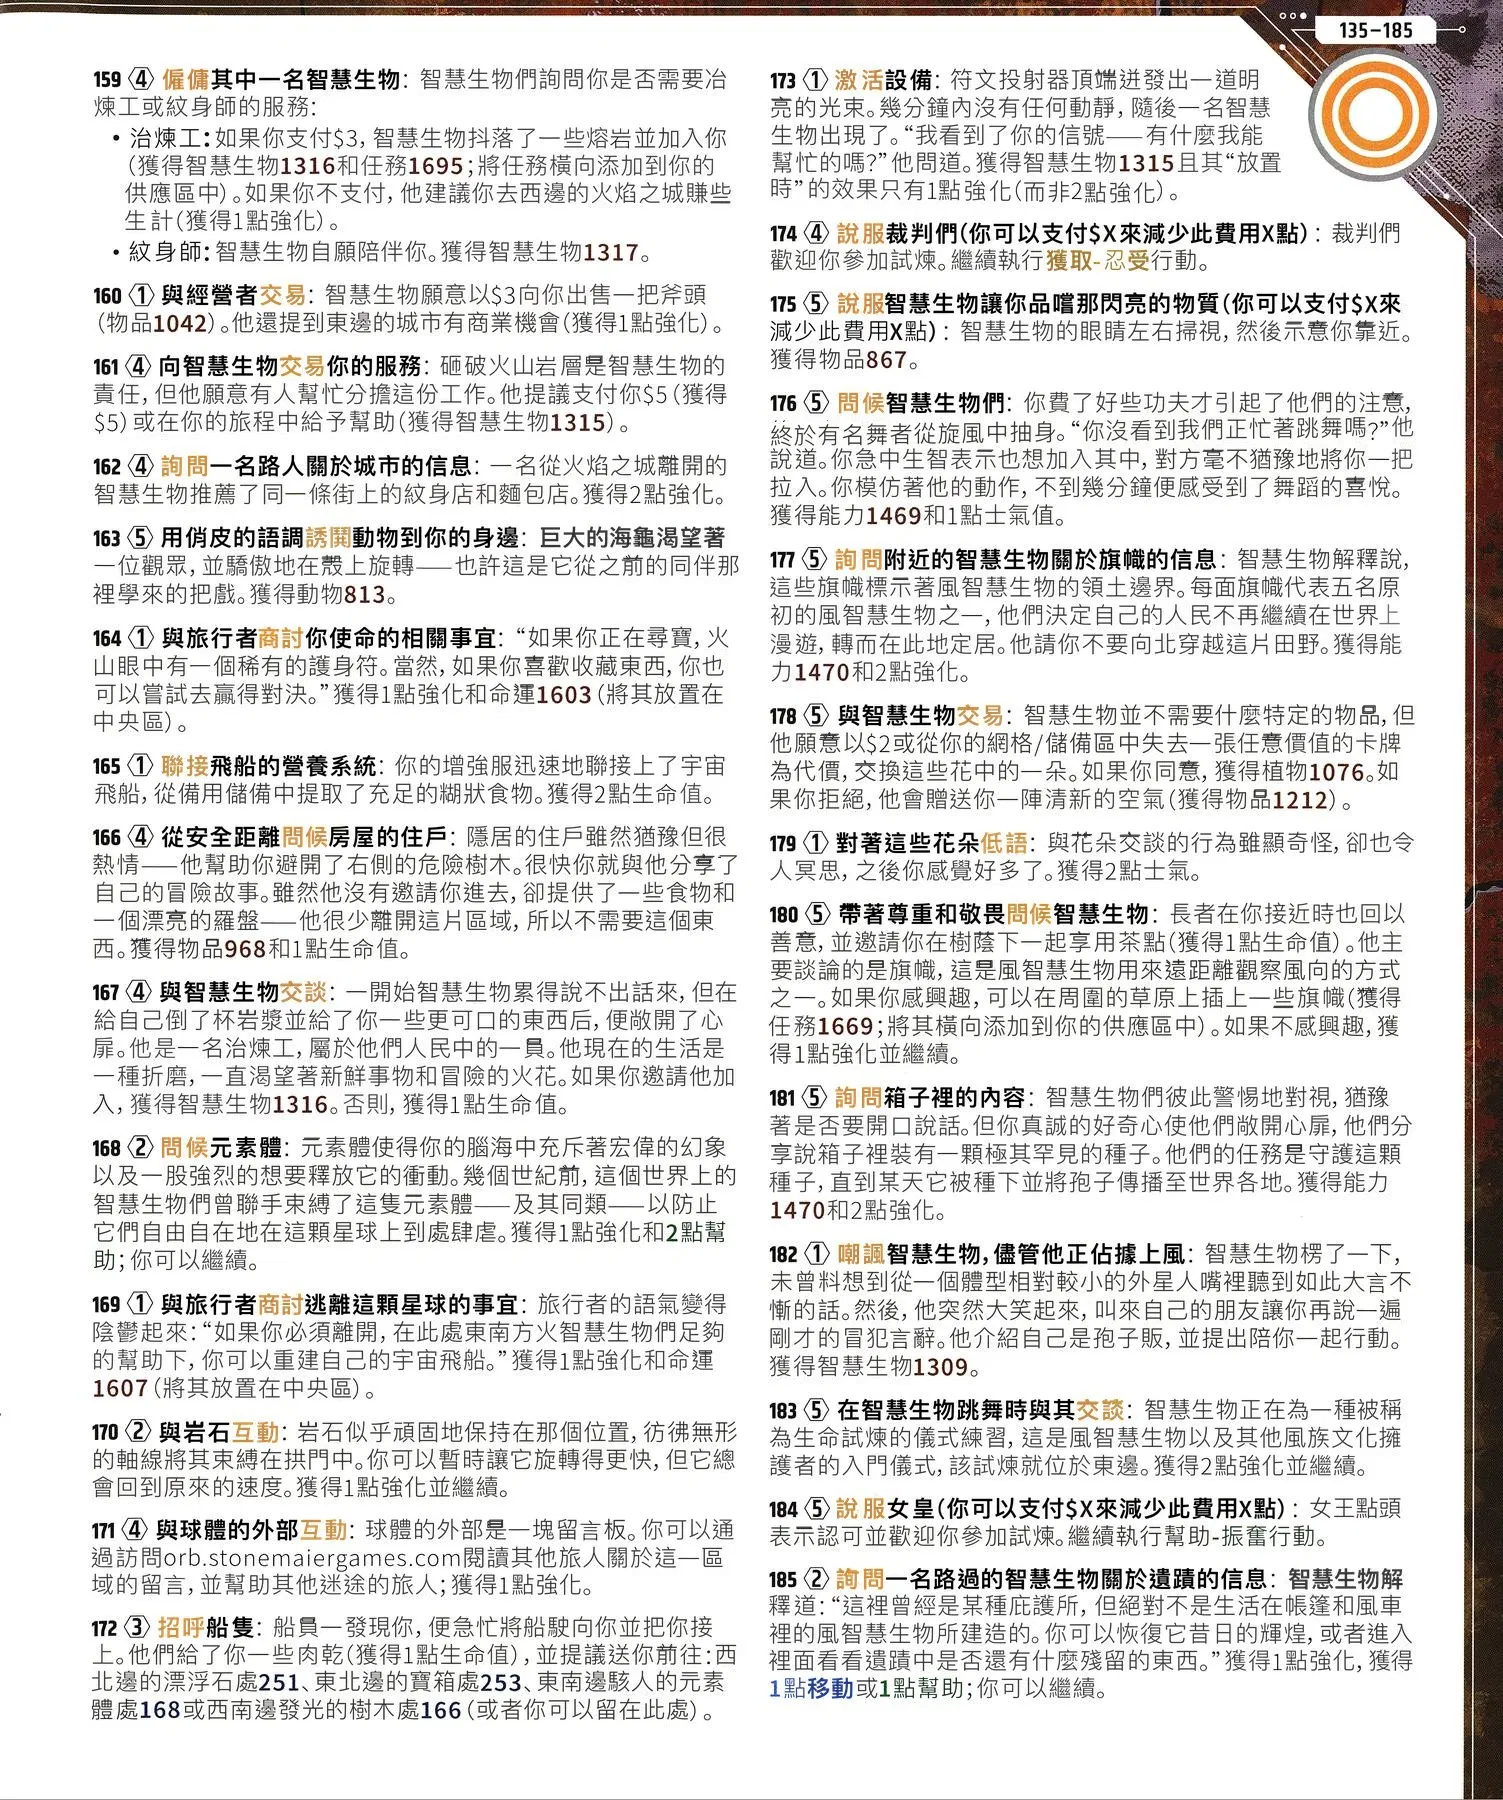 135–185
159 ④ 僱傭其中一名智慧生物: 智慧生物們詢問你是否需要冶
煉工或紋身師的服務:
• 治煉工:如果你支付$3, 智慧生物抖落了一些熔岩並加入你
(獲得智慧生物1316和任務1695;將任務橫向添加到你的
供應區中)。如果你不支付, 他建議你去西邊的火焰之城賺些
生計(獲得1點強化)。
• 紋身師:智慧生物自願陪伴你。獲得智慧生物1317。
160 ① 與經營者交易: 智慧生物願意以$3向你出售一把斧頭
(物品1042)。他還提到東邊的城市有商業機會(獲得1點強化)。
161 ④ 向智慧生物交易你的服務: 砸破火山岩層是智慧生物的
責任, 但他願意有人幫忙分擔這份工作。他提議支付你$5(獲得
$5)或在你的旅程中給予幫助(獲得智慧生物1315)。
162 ④ 詢問一名路人關於城市的信息: 一名從火焰之城離開的
智慧生物推薦了同一條街上的紋身店和麵包店。獲得2點強化。
163 ⑤ 用俏皮的語調誘鬨動物到你的身邊: 巨大的海龜渴望著
一位觀眾, 並驕傲地在殼上旋轉——也許這是它從之前的同伴那
裡學來的把戲。獲得動物813。
164 ① 與旅行者商討你使命的相關事宜: “如果你正在尋寶, 火
山眼中有一個稀有的護身符。當然, 如果你喜歡收藏東西, 你也
可以嘗試去贏得對決。”獲得1點強化和命運1603(將其放置在
中央區)。
165 ① 聯接飛船的營養系統: 你的增強服迅速地聯接上了宇宙
飛船, 從備用儲備中提取了充足的糊狀食物。獲得2點生命值。
166 ④ 從安全距離問候房屋的住戶: 隱居的住戶雖然猶豫但很
熱情——他幫助你避開了右側的危險樹木。很快你就與他分享了
自己的冒險故事。雖然他沒有邀請你進去, 卻提供了一些食物和
一個漂亮的羅盤——他很少離開這片區域, 所以不需要這個東
西。獲得物品968和1點生命值。
167 ④ 與智慧生物交談: 一開始智慧生物累得說不出話來, 但在
給自己倒了杯岩漿並給了你一些更可口的東西后, 便敞開了心
扉。他是一名治煉工, 屬於他們人民中的一員。他現在的生活是
一種折磨, 一直渴望著新鮮事物和冒險的火花。如果你邀請他加
入, 獲得智慧生物1316。否則, 獲得1點生命值。
168 ② 問候元素體: 元素體使得你的腦海中充斥著宏偉的幻象
以及一股強烈的想要釋放它的衝動。幾個世紀前, 這個世界上的
智慧生物們曾聯手束縛了這隻元素體——及其同類——以防止
它們自由自在地在這顆星球上到處肆虐。獲得1點強化和2點幫
助;你可以繼續。
169 ① 與旅行者商討逃離這顆星球的事宜: 旅行者的語氣變得
陰鬱起來:“如果你必須離開, 在此處東南方火智慧生物們足夠
的幫助下, 你可以重建自己的宇宙飛船。”獲得1點強化和命運
1607(將其放置在中央區)。
170 ② 與岩石互動: 岩石似乎頑固地保持在那個位置, 彷彿無形
的軸線將其束縛在拱門中。你可以暫時讓它旋轉得更快, 但它總
會回到原來的速度。獲得1點強化並繼續。
171 ④ 與球體的外部互動: 球體的外部是一塊留言板。你可以通
過訪問orb.stonemaiergames.com閱讀其他旅人關於這一區
域的留言, 並幫助其他迷途的旅人;獲得1點強化。
172 ③ 招呼船隻: 船員一發現你, 便急忙將船駛向你並把你接
上。他們給了你一些肉乾(獲得1點生命值), 並提議送你前往:西
北邊的漂浮石處251、東北邊的寶箱處253、東南邊駭人的元素
體處168或西南邊發光的樹木處166(或者你可以留在此處)。
173 ① 激活設備: 符文投射器頂端迸發出一道明
亮的光束。幾分鐘內沒有任何動靜, 隨後一名智慧
生物出現了。“我看到了你的信號——有什麼我能
幫忙的嗎?”他問道。獲得智慧生物1315且其“放置
時”的效果只有1點強化(而非2點強化)。
174 ④ 說服裁判們(你可以支付$X來減少此費用X點): 裁判們
歡迎你參加試煉。繼續執行獲取-忍受行動。
175 ⑤ 說服智慧生物讓你品嚐那閃亮的物質(你可以支付$X來
減少此費用X點): 智慧生物的眼睛左右掃視, 然後示意你靠近。
獲得物品867。
176 ⑤ 問候智慧生物們: 你費了好些功夫才引起了他們的注意,
終於有名舞者從旋風中抽身。“你沒看到我們正忙著跳舞嗎?”他
說道。你急中生智表示也想加入其中, 對方毫不猶豫地將你一把
拉入。你模仿著他的動作, 不到幾分鐘便感受到了舞蹈的喜悅。
獲得能力1469和1點士氣值。
177 ⑤ 詢問附近的智慧生物關於旗幟的信息: 智慧生物解釋說,
這些旗幟標示著風智慧生物的領土邊界。每面旗幟代表五名原
初的風智慧生物之一, 他們決定自己的人民不再繼續在世界上
漫遊, 轉而在此地定居。他請你不要向北穿越這片田野。獲得能
力1470和2點強化。
178 ⑤ 與智慧生物交易: 智慧生物並不需要什麼特定的物品, 但
他願意以$2或從你的網格/儲備區中失去一張任意價值的卡牌
為代價, 交換這些花中的一朵。如果你同意, 獲得植物1076。如
果你拒絕, 他會贈送你一陣清新的空氣(獲得物品1212)。
179 ① 對著這些花朵低語: 與花朵交談的行為雖顯奇怪, 卻也令
人冥思, 之後你感覺好多了。獲得2點士氣。
180 ⑤ 帶著尊重和敬畏問候智慧生物: 長者在你接近時也回以
善意, 並邀請你在樹蔭下一起享用茶點(獲得1點生命值)。他主
要談論的是旗幟, 這是風智慧生物用來遠距離觀察風向的方式
之一。如果你感興趣, 可以在周圍的草原上插上一些旗幟(獲得
任務1669;將其橫向添加到你的供應區中)。如果不感興趣, 獲
得1點強化並繼續。
181 ⑤ 詢問箱子裡的內容: 智慧生物們彼此警惕地對視, 猶豫
著是否要開口說話。但你真誠的好奇心使他們敞開心扉, 他們分
享說箱子裡裝有一顆極其罕見的種子。他們的任務是守護這顆
種子, 直到某天它被種下並將孢子傳播至世界各地。獲得能力
1470和2點強化。
182 ① 嘲諷智慧生物,儘管他正佔據上風: 智慧生物楞了一下,
未曾料想到從一個體型相對較小的外星人嘴裡聽到如此大言不
慚的話。然後, 他突然大笑起來, 叫來自己的朋友讓你再說一遍
剛才的冒犯言辭。他介紹自己是孢子販, 並提出陪你一起行動。
獲得智慧生物1309。
183 ⑤ 在智慧生物跳舞時與其交談: 智慧生物正在為一種被稱
為生命試煉的儀式練習, 這是風智慧生物以及其他風族文化擁
護者的入門儀式, 該試煉就位於東邊。獲得2點強化並繼續。
184 ⑤ 說服女皇(你可以支付$X來減少此費用X點): 女王點頭
表示認可並歡迎你參加試煉。繼續執行幫助-振奮行動。
185 ② 詢問一名路過的智慧生物關於遺蹟的信息: 智慧生物解
釋道:“這裡曾經是某種庇護所, 但絕對不是生活在帳篷和風車
裡的風智慧生物所建造的。你可以恢復它昔日的輝煌, 或者進入
裡面看看遺蹟中是否還有什麼殘留的東西。”獲得1點強化, 獲得
1點移動或1點幫助;你可以繼續。